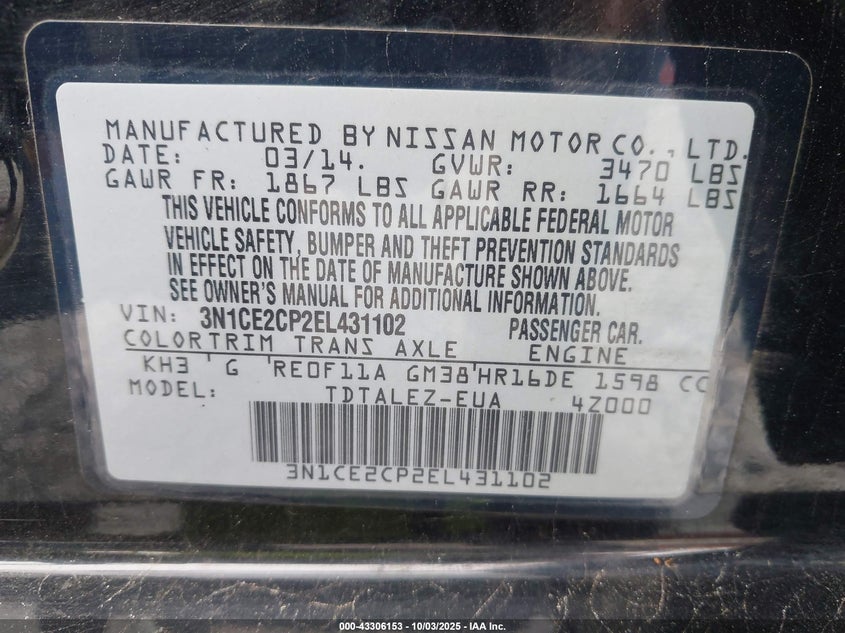 MANUFACTURED BY NISSAN MOTOR CO., LTD.
DATE: 03/14. GVWR: 3470 LBS
GAWR FR: 1867 LBS GAWR RR: 1664 LBS
THIS VEHICLE CONFORMS TO ALL APPLICABLE FEDERAL MOTOR
VEHICLE SAFETY, BUMPER AND THEFT PREVENTION STANDARDS
IN EFFECT ON THE DATE OF MANUFACTURE SHOWN ABOVE.
SEE OWNER'S MANUAL FOR ADDITIONAL INFORMATION.
VIN: 3N1CE2CP2EL431102 PASSENGER CAR.
COLOR TRIM TRANS AXLE ENGINE
KH3 ' G 'RE0F11A GM38'HR16DE 1598 CC
MODEL: TDTALEZ-EUA 4Z000
3N1CE2CP2EL431102
000-43306153 - 10/03/2025 - IAA Inc.